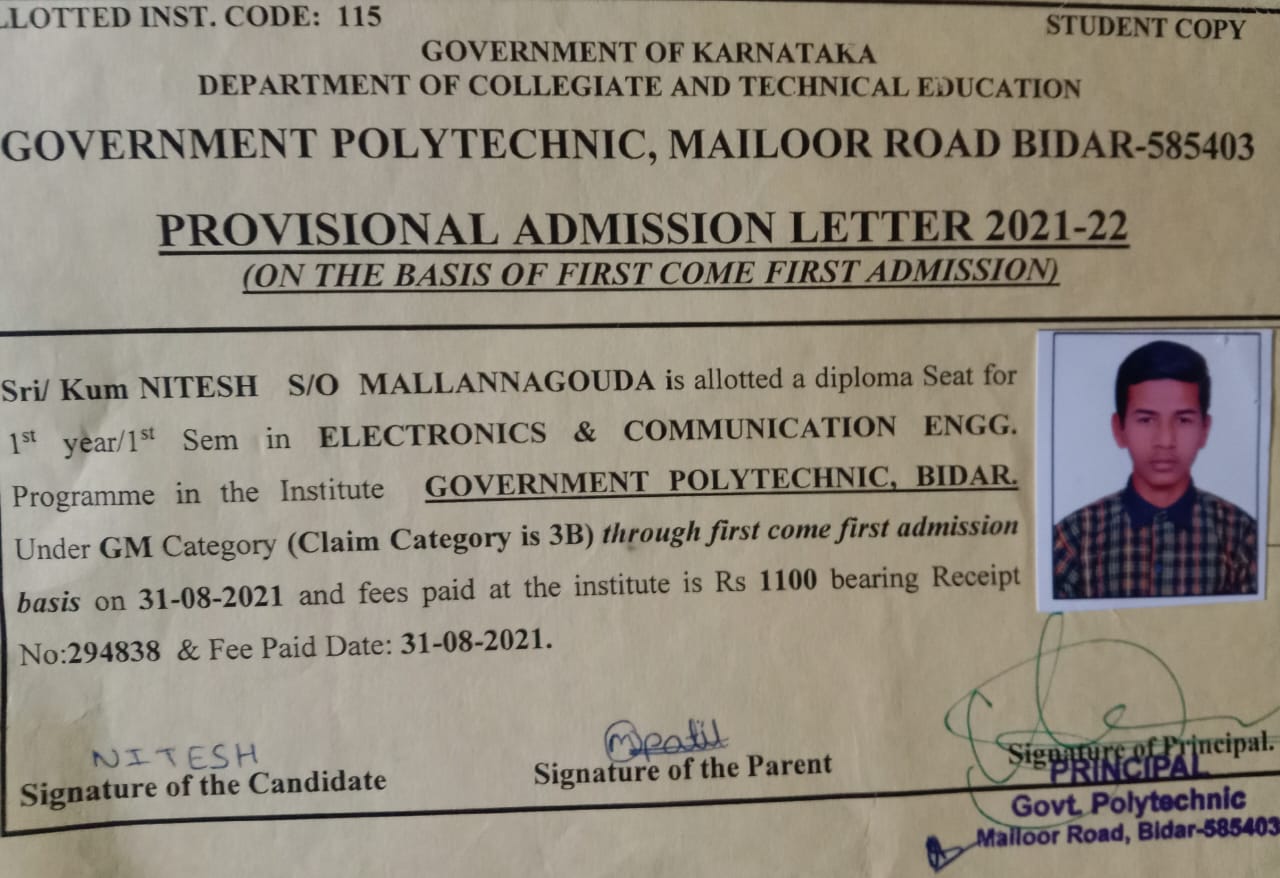 LLOTTED INST. CODE: 115
STUDENT COPY
GOVERNMENT OF KARNATAKA
DEPARTMENT OF COLLEGIATE AND TECHNICAL EDUCATION
GOVERNMENT POLYTECHNIC, MAILOOR ROAD BIDAR-585403
PROVISIONAL ADMISSION LETTER 2021-22
(ON THE BASIS OF FIRST COME FIRST ADMISSION)
Sri/ Kum NITESH S/O MALLANNAGOUDA is allotted a diploma Seat for
1st year/1st Sem in ELECTRONICS & COMMUNICATION ENGG.
Programme in the Institute GOVERNMENT POLYTECHNIC, BIDAR.
Under GM Category (Claim Category is 3B) through first come first admission
basis on 31-08-2021 and fees paid at the institute is Rs 1100 bearing Receipt
No:294838 & Fee Paid Date: 31-08-2021.
NITESH
Signature of the Candidate
Mpatil
Signature of the Parent
Signature of Principal.
PRINCIPAL
Govt. Polytechnic
Mailoor Road, Bidar-585403